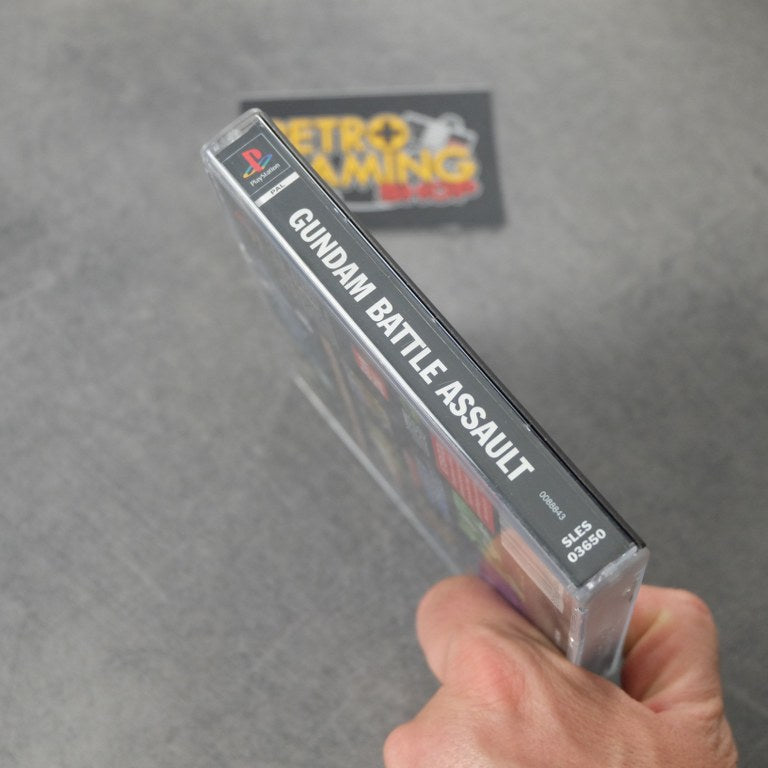 RETRO
GAMING
SHOP
PlayStation
PAL
GUNDAM BATTLE ASSAULT
0088843
SLES
03650